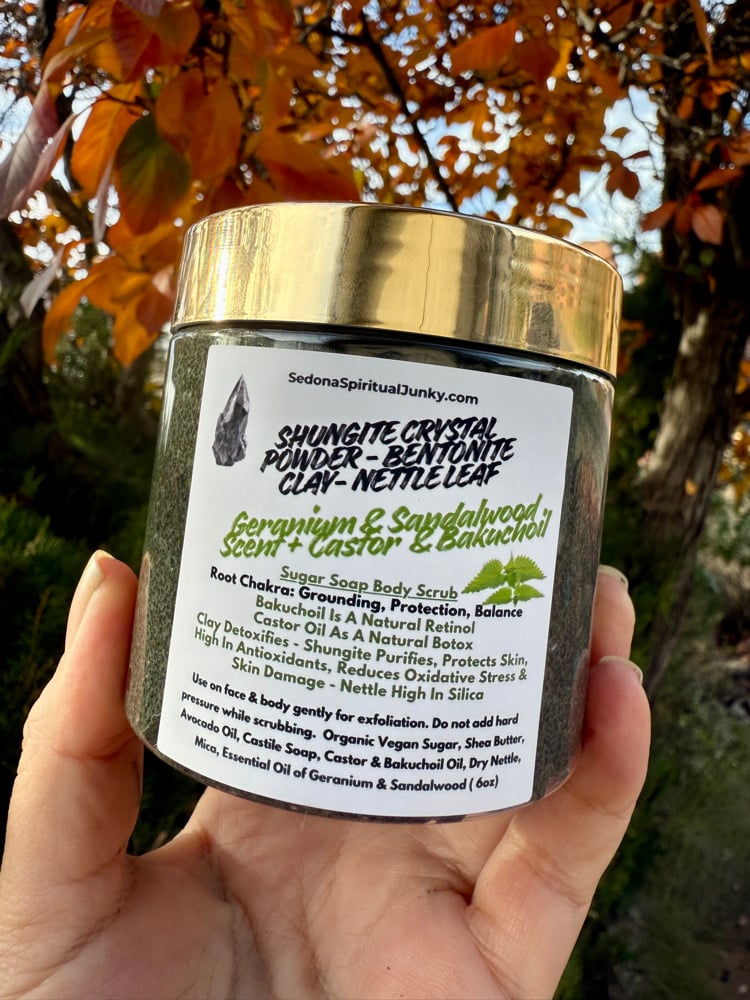 SedonaSpiritualJunky.com
SHUNGITE CRYSTAL
POWDER - BENTONITE
CLAY- NETTLE LEAF
Geranium & Sandalwood
Scent + Castor & Bakuchoil
Sugar Soap Body Scrub
Root Chakra: Grounding, Protection, Balance
Bakuchoil Is A Natural Retinol
Castor Oil As A Natural Botox
Clay Detoxifies - Shungite Purifies, Protects Skin,
High In Antioxidants, Reduces Oxidative Stress &
Skin Damage - Nettle High In Silica
Use on face & body gently for exfoliation. Do not add hard
pressure while scrubbing. Organic Vegan Sugar, Shea Butter,
Avocado Oil, Castile Soap, Castor & Bakuchoil Oil, Dry Nettle,
Mica, Essential Oil of Geranium & Sandalwood ( 6oz)